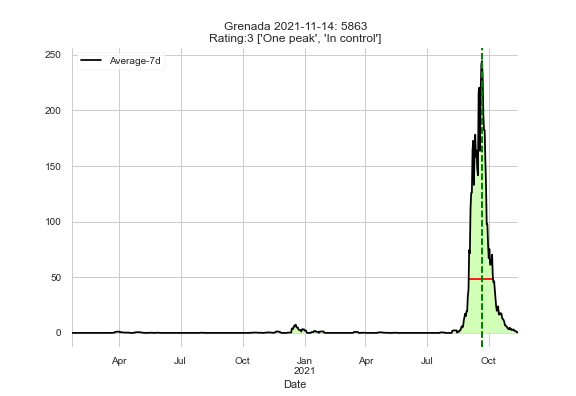 Grenada 2021-11-14: 5863
Rating:3 ['One peak', 'In control']
Average-7d
250
200
150
100
50
0
Apr Jul Oct Jan Apr Jul Oct
2021
Date